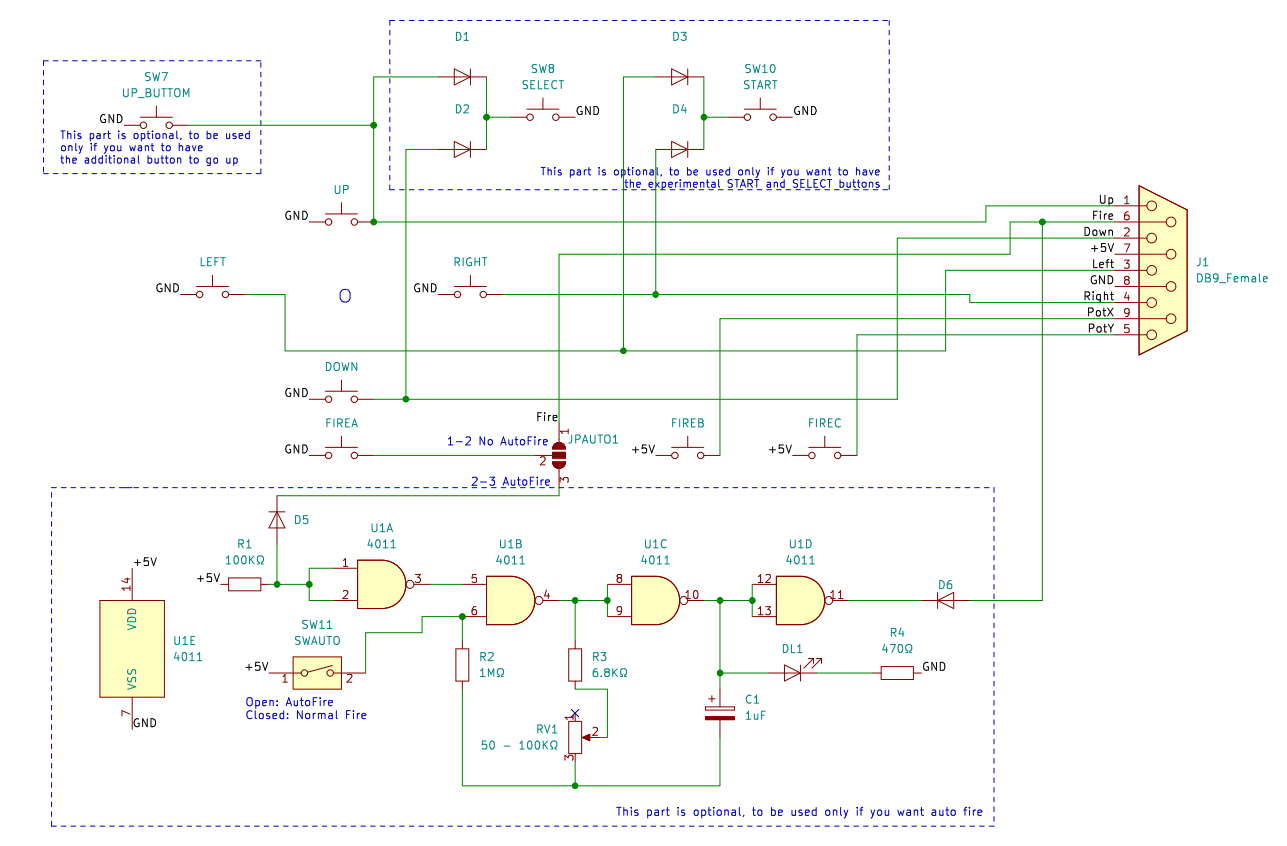 D1
D3
SW7
UP_BUTTOM
GND
This part is optional, to be used
only if you want to have
the additional button to go up
SW8
SELECT
GND
SW10
START
GND
D2
D4
This part is optional, to be used only if you want to have
the experimental START and SELECT buttons
UP
GND
LEFT
GND
O
RIGHT
GND
DOWN
GND
FIREA
GND
Up 1
Fire 6
Down 2
+5V 7
Left 3
GND 8
Right 4
PotX 9
PotY 5
J1
DB9_Female
Fire
1
1-2 No AutoFire
JPAUTO1
2
2-3 AutoFire
3
FIREB
+5V
FIREC
+5V
D5
R1
100KΩ
+5V
U1A
4011
1
2
3
U1B
4011
5
6
4
U1C
4011
8
9
10
U1D
4011
12
13
11
D6
+5V
14
VDD
VSS
U1E
4011
7
GND
SW11
SWAUTO
+5V
1
2
Open: AutoFire
Closed: Normal Fire
R2
1MΩ
R3
6.8KΩ
DL1
R4
470Ω
GND
RV1
50 - 100KΩ
1
2
3
+
C1
1uF
This part is optional, to be used only if you want auto fire